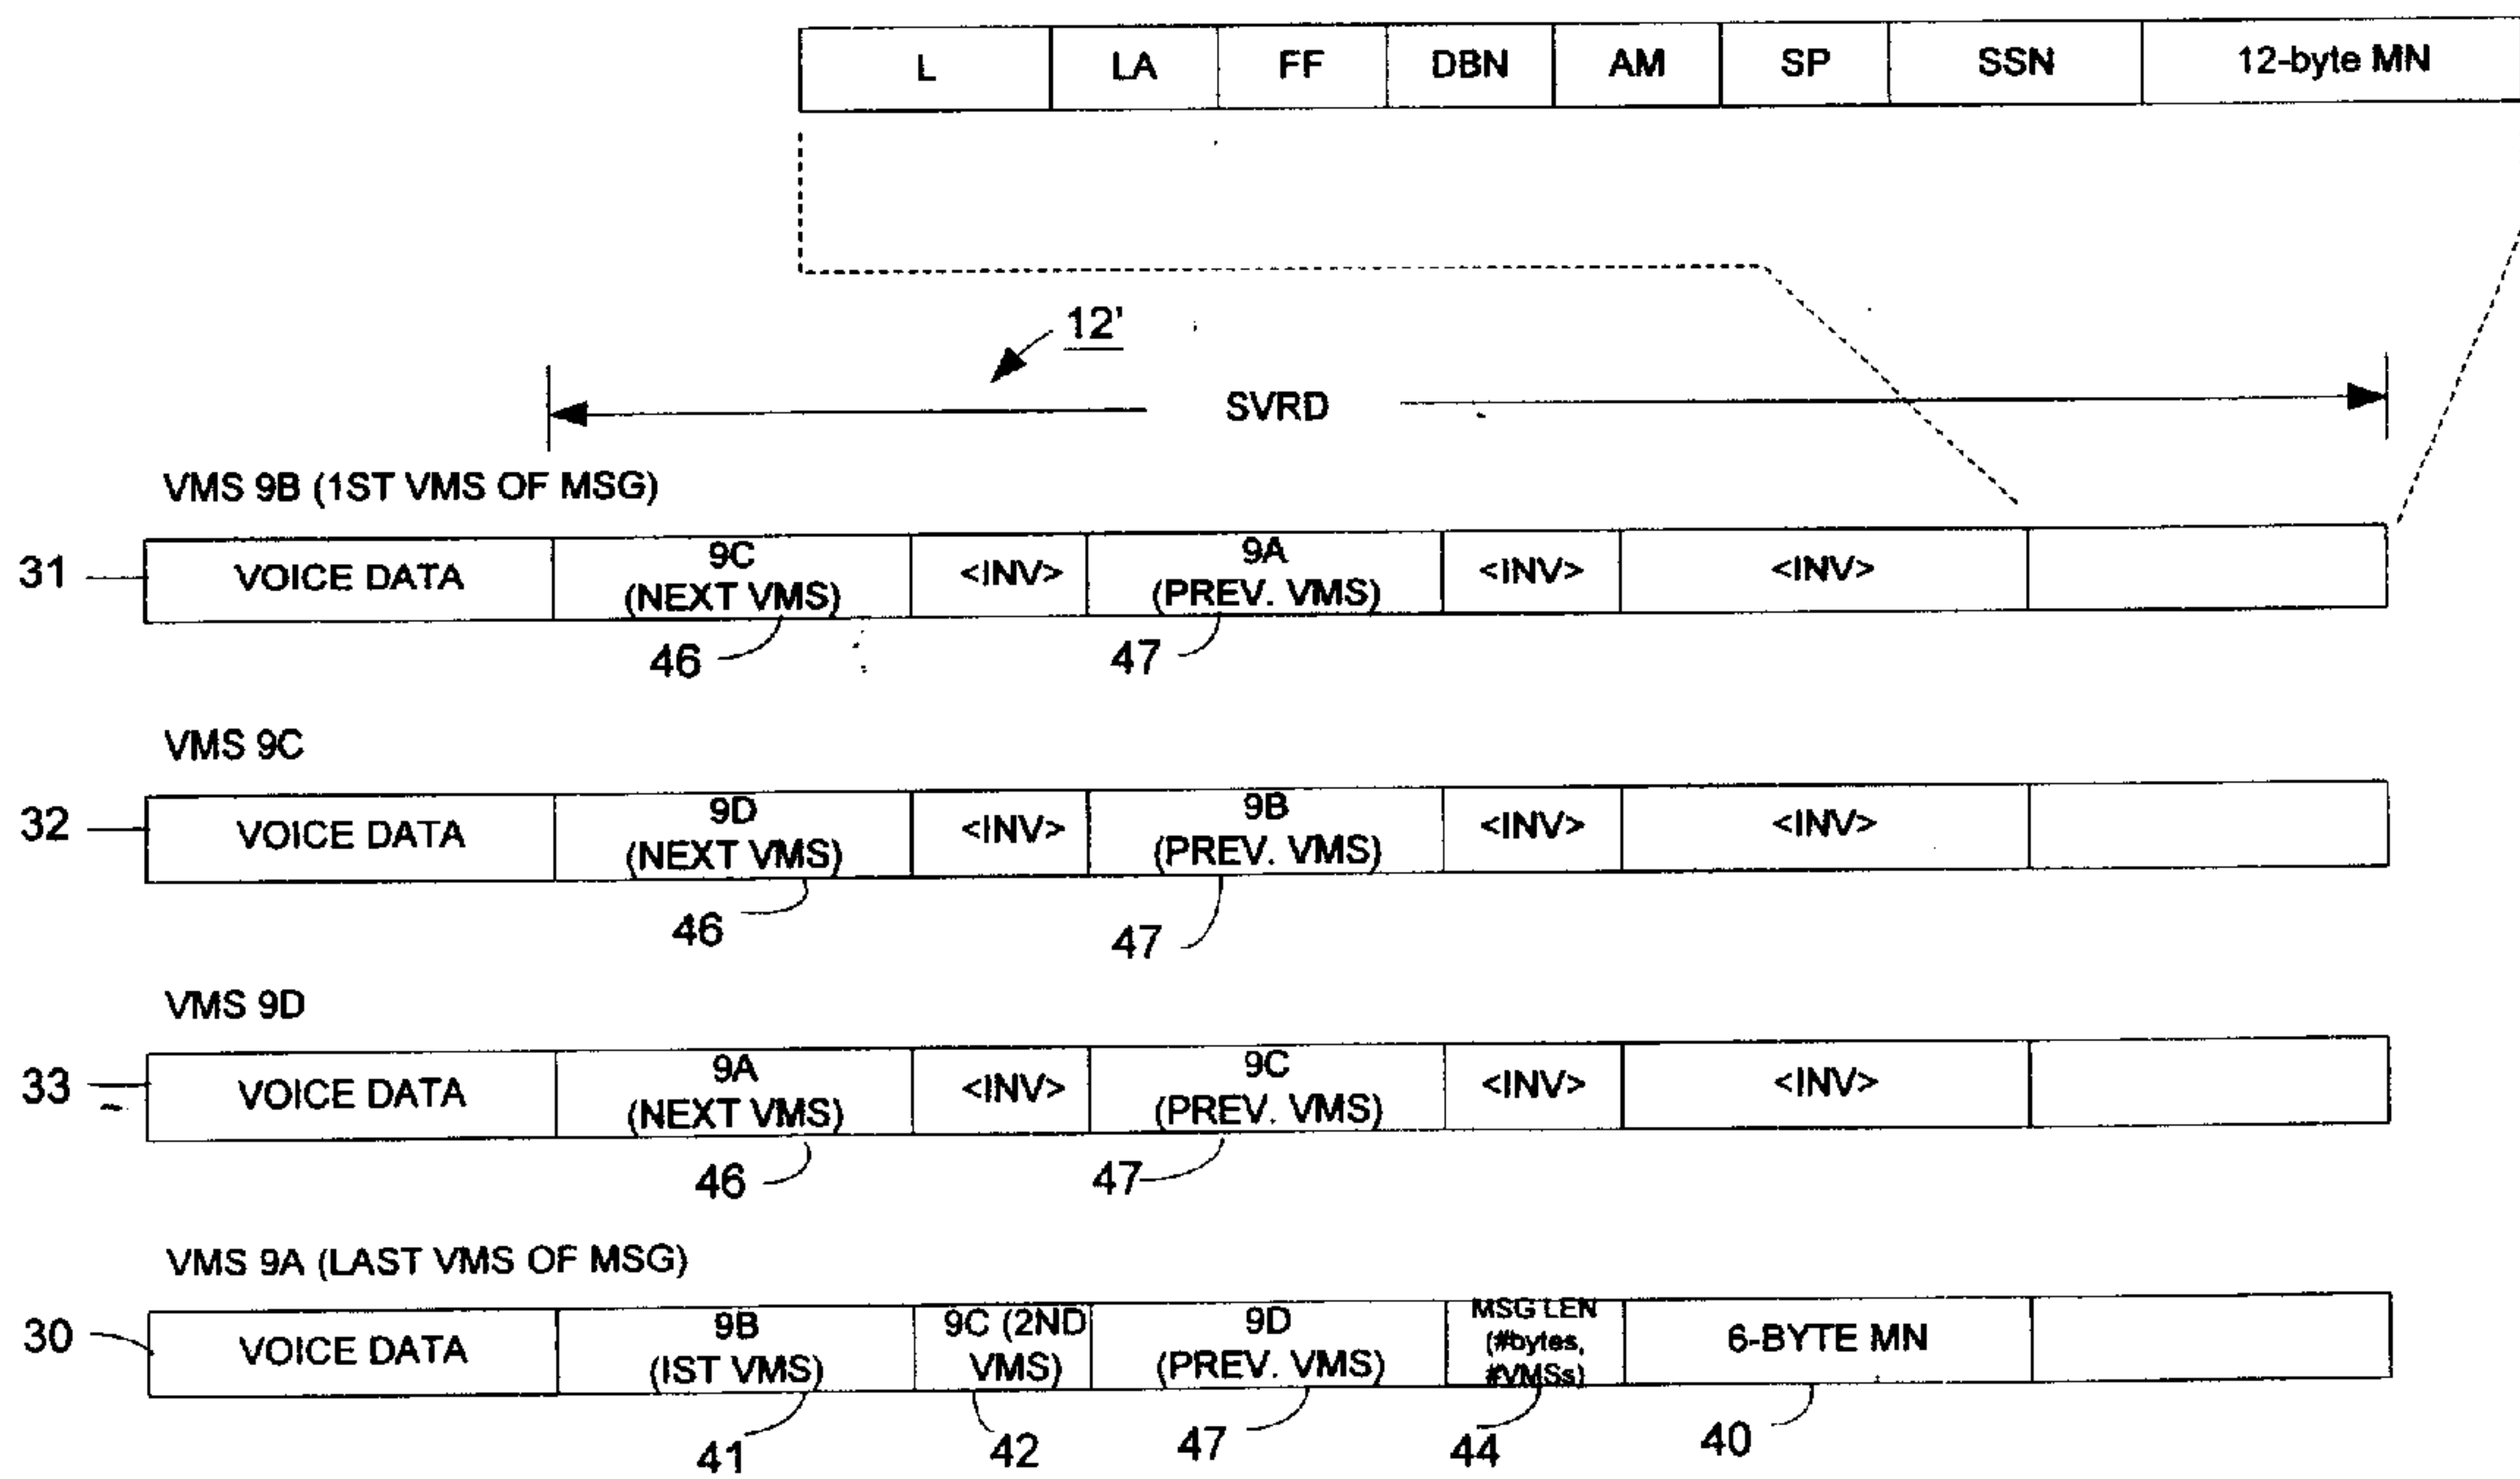 L LA FF DBN AM SP SSN 12-byte MN
12'
SVRD
VMS 9B (1ST VMS OF MSG)
31 VOICE DATA 9C (NEXT VMS) <INV> 9A (PREV. VMS) <INV> <INV>
46 47
VMS 9C
32 VOICE DATA 9D (NEXT VMS) <INV> 9B (PREV. VMS) <INV> <INV>
46 47
VMS 9D
33 VOICE DATA 9A (NEXT VMS) <INV> 9C (PREV. VMS) <INV> <INV>
46 47
VMS 9A (LAST VMS OF MSG)
30 VOICE DATA 9B (IST VMS) 9C (2ND VMS) 9D (PREV. VMS) MSG LEN (#bytes, #VMSs) 6-BYTE MN
41 42 47 44 40